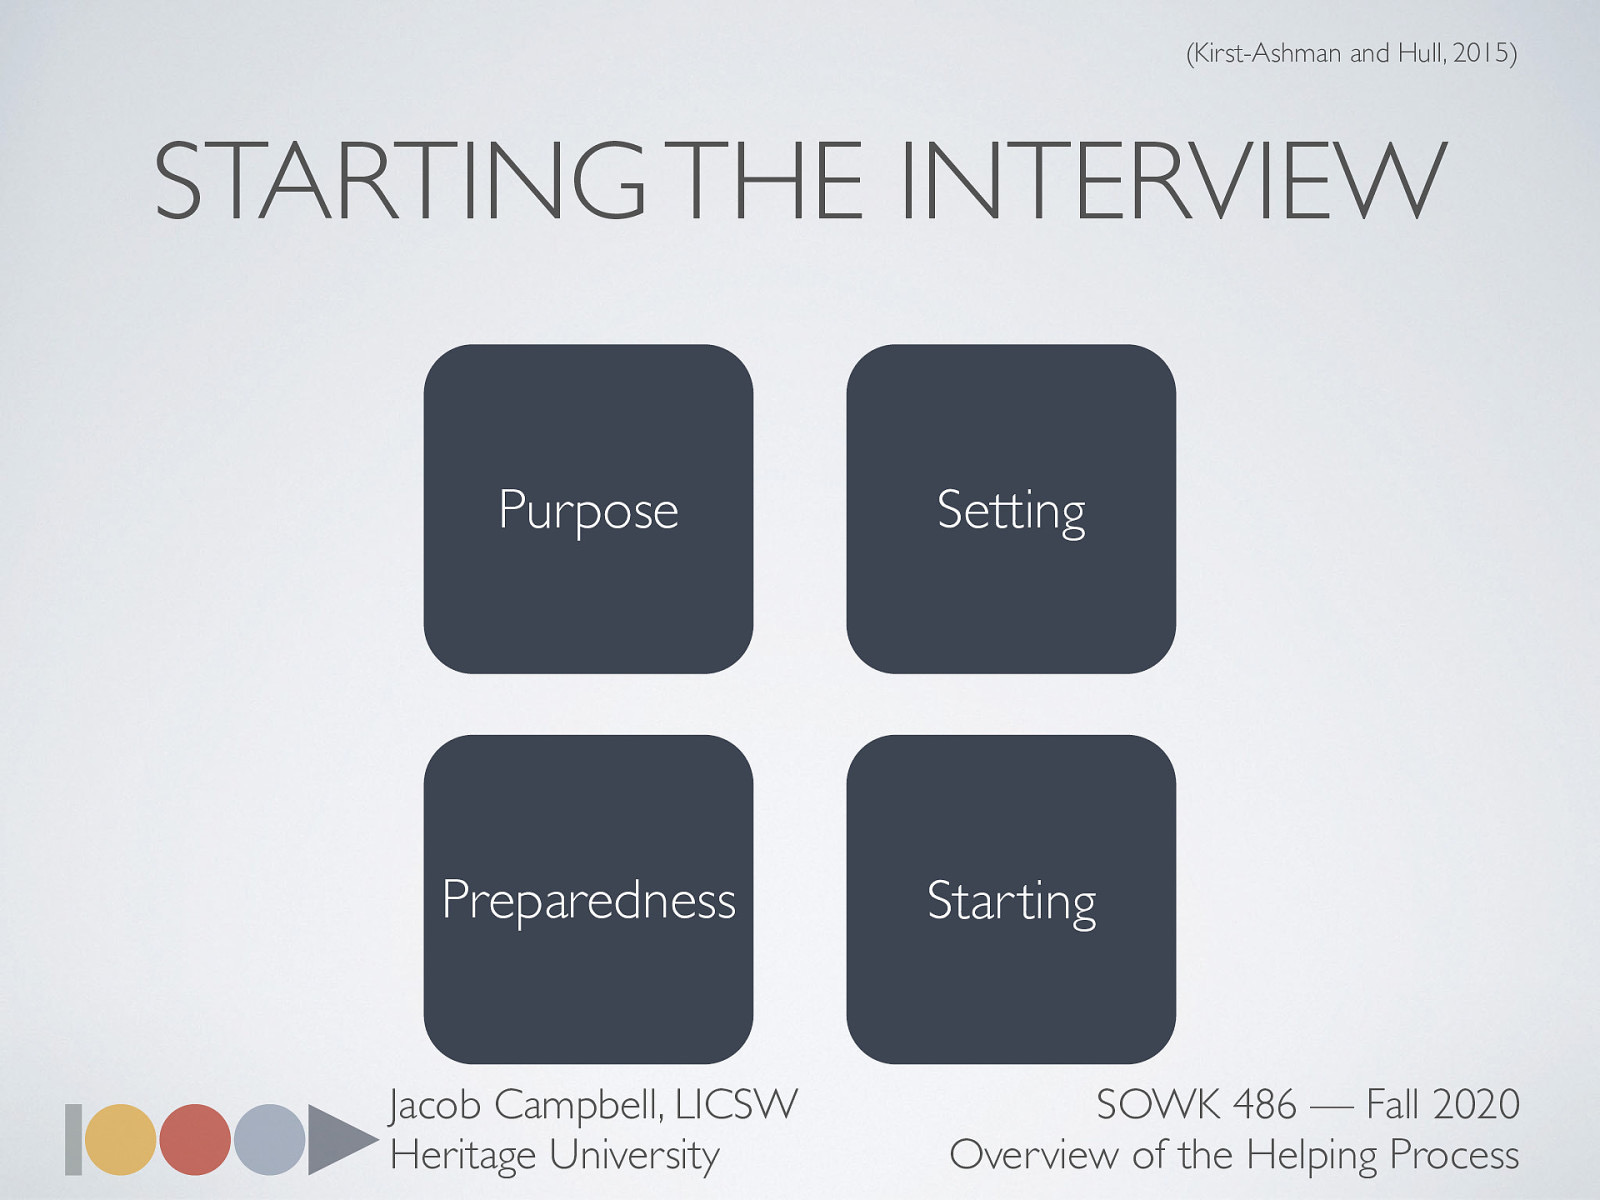 (Kirst-Ashman and Hull, 2015)
STARTING THE INTERVIEW
Purpose
Setting
Preparedness
Starting
Jacob Campbell, LICSW
Heritage University
SOWK 486 — Fall 2020
Overview of the Helping Process